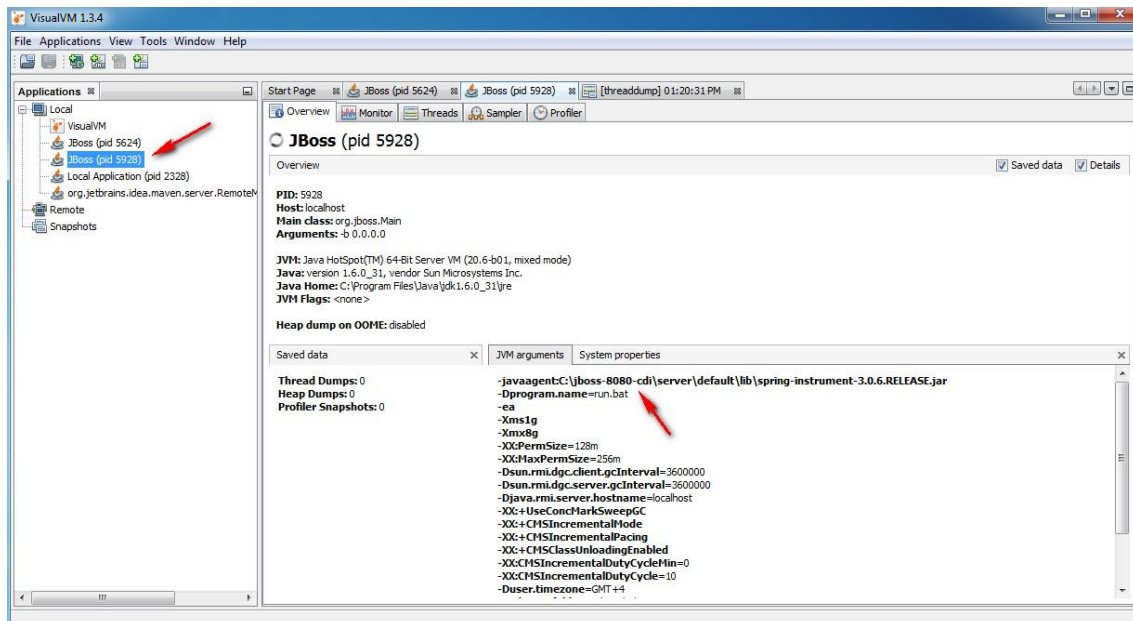 VisualVM 1.3.4
File Applications View Tools Window Help
Applications
Local
VisualVM
JBoss (pid 5624)
JBoss (pid 5928)
Local Application (pid 2328)
org.jetbrains.idea.maven.server.RemoteM
Remote
Snapshots
Start Page JBoss (pid 5624) JBoss (pid 5928) [threaddump] 01:20:31 PM
Overview Monitor Threads Sampler Profiler
JBoss (pid 5928)
Overview Saved data Details
PID: 5928
Host: localhost
Main class: org.jboss.Main
Arguments: -b 0.0.0.0
JVM: Java HotSpot(TM) 64-Bit Server VM (20.6-b01, mixed mode)
Java: version 1.6.0_31, vendor Sun Microsystems Inc.
Java Home: C:\Program Files\Java\jdk1.6.0_31\jre
JVM Flags: <none>
Heap dump on OOME: disabled
Saved data
Thread Dumps: 0
Heap Dumps: 0
Profiler Snapshots: 0
JVM arguments System properties
-javaagent:C:\jboss-8080-cdi\server\default\lib\spring-instrument-3.0.6.RELEASE.jar
-Dprogram.name=run.bat
-ea
-Xms1g
-Xmx8g
-XX:PermSize=128m
-XX:MaxPermSize=256m
-Dsun.rmi.dgc.client.gcInterval=3600000
-Dsun.rmi.dgc.server.gcInterval=3600000
-Djava.rmi.server.hostname=localhost
-XX:+UseConcMarkSweepGC
-XX:+CMSIncrementalMode
-XX:+CMSIncrementalPacing
-XX:+CMSClassUnloadingEnabled
-XX:CMSIncrementalDutyCycleMin=0
-XX:CMSIncrementalDutyCycle=10
-Duser.timezone=GMT+4